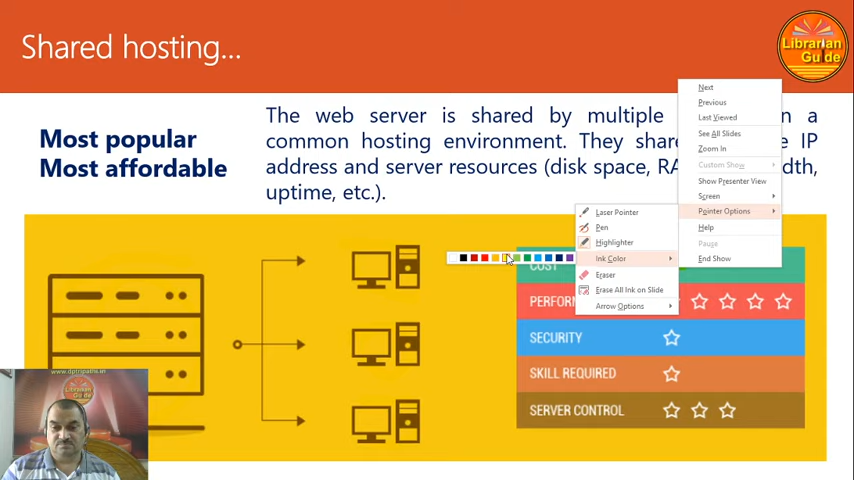 Shared hosting...
Librarian
Guide
Most popular
Most affordable
The web server is shared by multiple n a
common hosting environment. They shar e IP
address and server resources (disk space, RA dth,
uptime, etc.).
Next
Previous
Last Viewed
See All Slides
Zoom In
Custom Show
Show Presenter View
Screen
Pointer Options
Help
Pause
End Show
Laser Pointer
Pen
Highlighter
Ink Color
Eraser
Erase All Ink on Slide
Arrow Options
COST
PERFORM
SECURITY
SKILL REQUIRED
SERVER CONTROL
www.dptripathi.in
Librarian
Guide